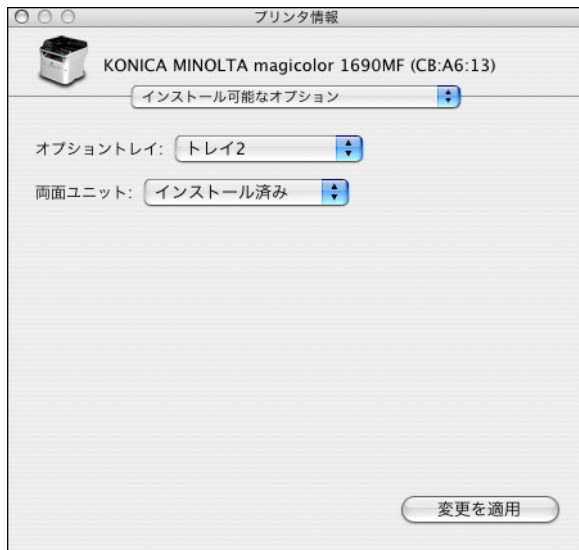 プリンタ情報
KONICA MINOLTA magicolor 1690MF (CB:A6:13)
インストール可能なオプション
オプショントレイ: トレイ2
両面ユニット: インストール済み
変更を適用